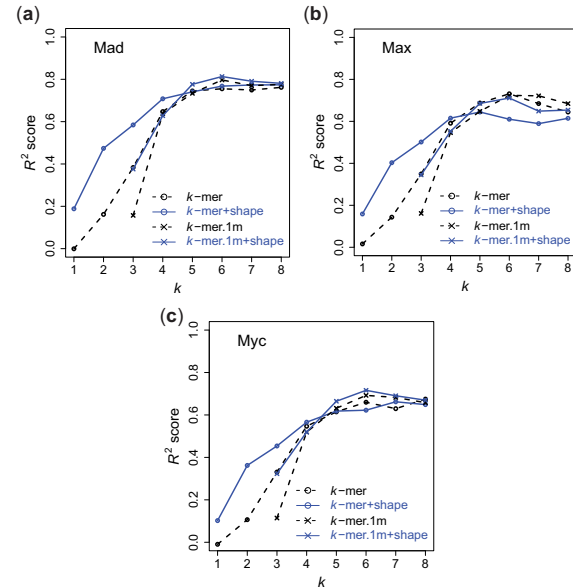 (a)
Mad
R² score
0.0 0.2 0.4 0.6 0.8 1.0
k−mer
k−mer+shape
k−mer.1m
k−mer.1m+shape
1 2 3 4 5 6 7 8
k
(b)
Max
R² score
0.0 0.2 0.4 0.6 0.8 1.0
k−mer
k−mer+shape
k−mer.1m
k−mer.1m+shape
1 2 3 4 5 6 7 8
k
(c)
Myc
R² score
0.0 0.2 0.4 0.6 0.8 1.0
k−mer
k−mer+shape
k−mer.1m
k−mer.1m+shape
1 2 3 4 5 6 7 8
k